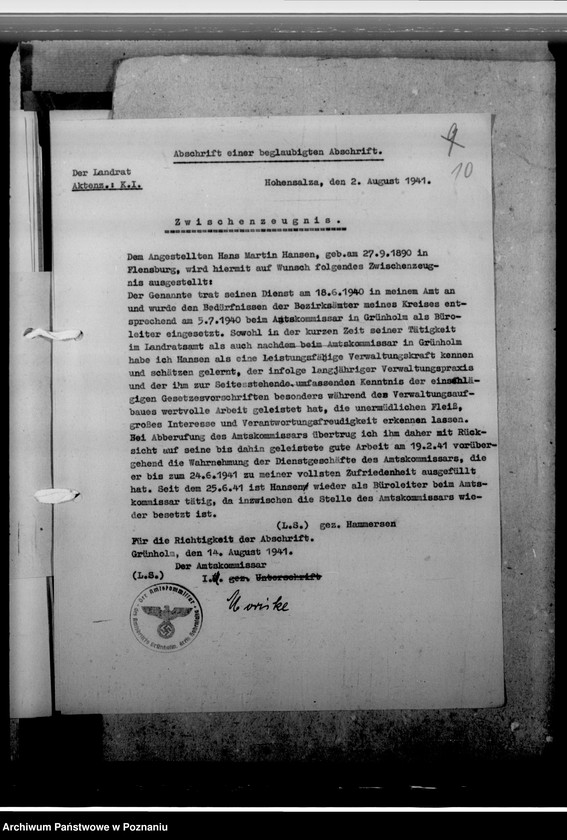 9
10
Abschrift einer beglaubigten Abschrift.
Der Landrat
Aktenz.: K.I.
Hohensalza, den 2. August 1941.
Zwischenzeugnis.
Dem Angestellten Hans Martin Hansen, geb.am 27.9.1890 in
Flensburg, wird hiermit auf Wunsch folgendes Zwischenzeug-
nis ausgestellt:
Der Genannte trat seinen Dienst am 18.6.1940 in meinem Amt an
und wurde den Bedürfnissen der Bezirksämter meines Kreises ent-
sprechend am 5.7.1940 beim Amtskommissar in Grünholm als Büro-
leiter eingesetzt. Sowohl in der kurzen Zeit seiner Tätigkeit
im Landratsamt als auch nachdem beim Amtskommissar in Grünholm
habe ich Hansen als eine leistungsfähige Verwaltungskraft kennen
und schätzen gelernt, der infolge langjähriger Verwaltungspraxis
und der ihm zur Seite stehende umfassenden Kenntnis der einschlä-
gigen Gesetzesvorschriften besonders während des Verwaltungsauf-
baues wertvolle Arbeit geleistet hat, die unermüdlichen Fleiß,
großes Interesse und Verantwortungsfreudigkeit erkennen lassen.
Bei Abberufung des Amtskommissars übertrug ich ihm daher mit Rück-
sicht auf seine bis dahin geleistete gute Arbeit am 19.2.41 vorüber-
gehend die Wahrnehmung der Dienstgeschäfte des Amtskommissars, die
er bis zum 24.6.1941 zu meiner vollsten Zufriedenheit ausgefüllt
hat. Seit dem 25.6.41 ist Hansen wieder als Büroleiter beim Amts-
kommissar tätig, da inzwischen die Stelle des Amtskommissars wie-
der besetzt ist.
(L.S.) gez. Hammersen
Für die Richtigkeit der Abschrift.
Grünholm, den 14. August 1941.
Der Amtskommissar
(L.S.) I.A. gez. Unterschrift
Der Amtskommissar
Archiwum Państwowe w Poznaniu